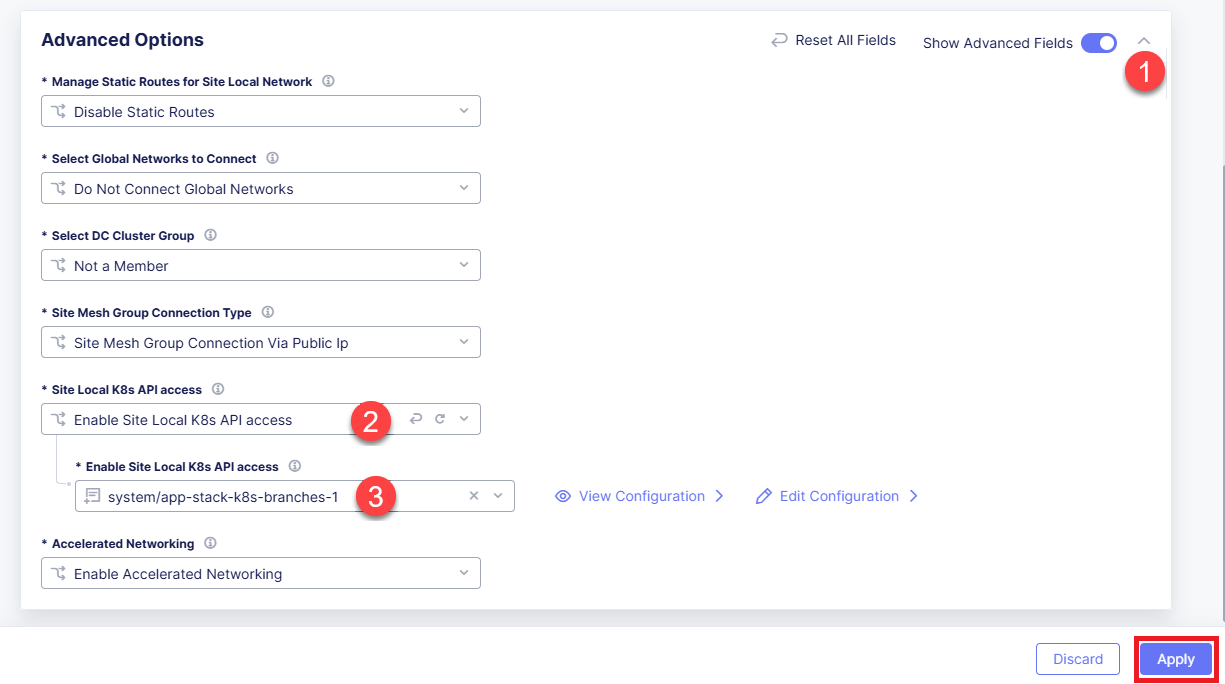 Advanced Options
Reset All Fields
Show Advanced Fields
1
* Manage Static Routes for Site Local Network
Disable Static Routes
* Select Global Networks to Connect
Do Not Connect Global Networks
* Select DC Cluster Group
Not a Member
* Site Mesh Group Connection Type
Site Mesh Group Connection Via Public Ip
* Site Local K8s API access
Enable Site Local K8s API access
2
* Enable Site Local K8s API access
system/app-stack-k8s-branches-1
3
View Configuration
Edit Configuration
* Accelerated Networking
Enable Accelerated Networking
Discard
Apply